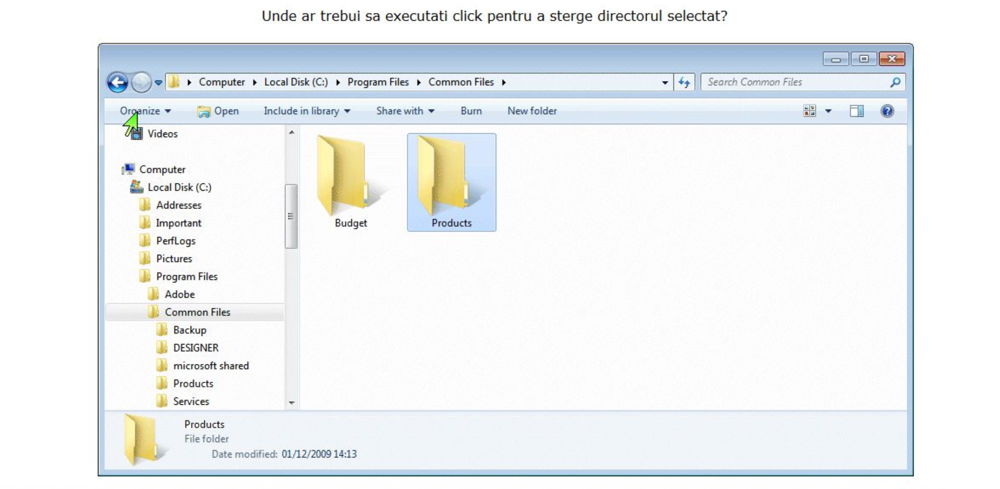 Unde ar trebui sa executati click pentru a sterge directorul selectat?
Computer Local Disk (C:) Program Files Common Files
Search Common Files
Organize Open Include in library Share with Burn New folder
Videos
Computer
Local Disk (C:)
Addresses
Important
PerfLogs
Pictures
Program Files
Adobe
Common Files
Backup
DESIGNER
microsoft shared
Products
Services
Budget
Products
Products
File folder
Date modified: 01/12/2009 14:13